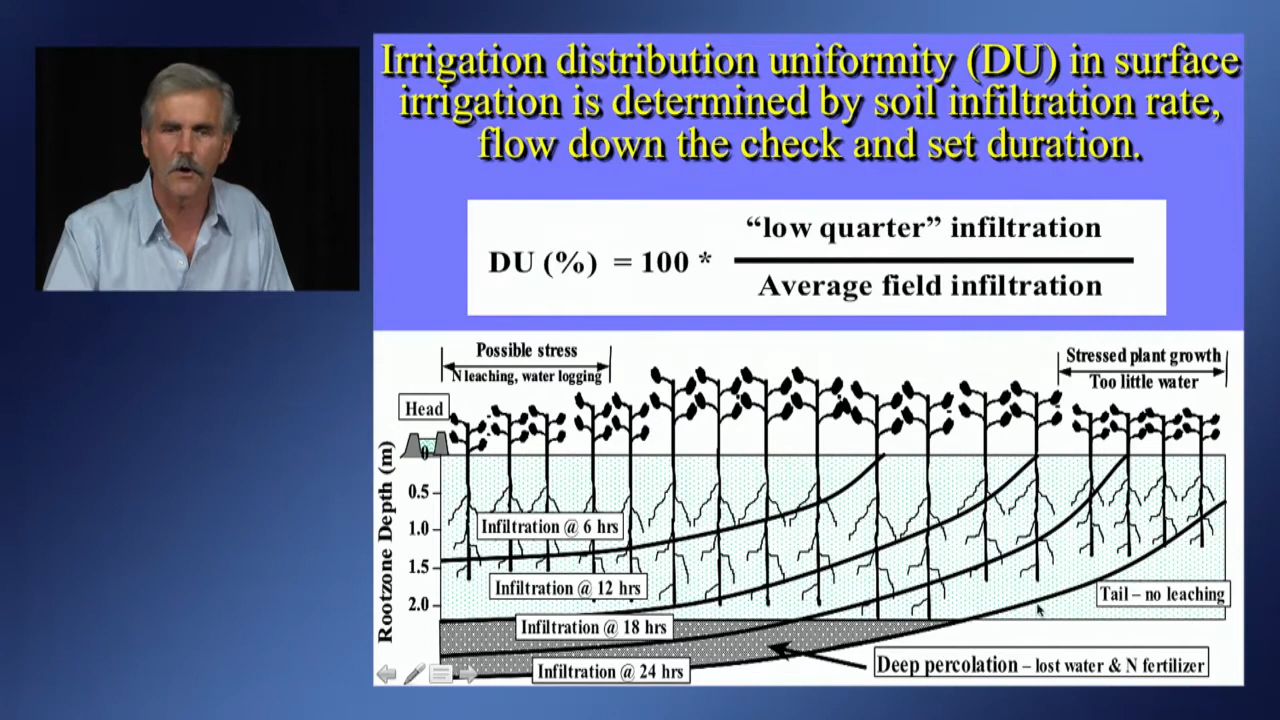 Irrigation distribution uniformity (DU) in surface
irrigation is determined by soil infiltration rate,
flow down the check and set duration.
DU (%) = 100 *
“low quarter” infiltration
Average field infiltration
Possible stress
N leaching, water logging
Stressed plant growth
Too little water
Head
Rootzone Depth (m)
0
0.5
1.0
1.5
2.0
Infiltration @ 6 hrs
Infiltration @ 12 hrs
Infiltration @ 18 hrs
Infiltration @ 24 hrs
Tail – no leaching
Deep percolation – lost water & N fertilizer